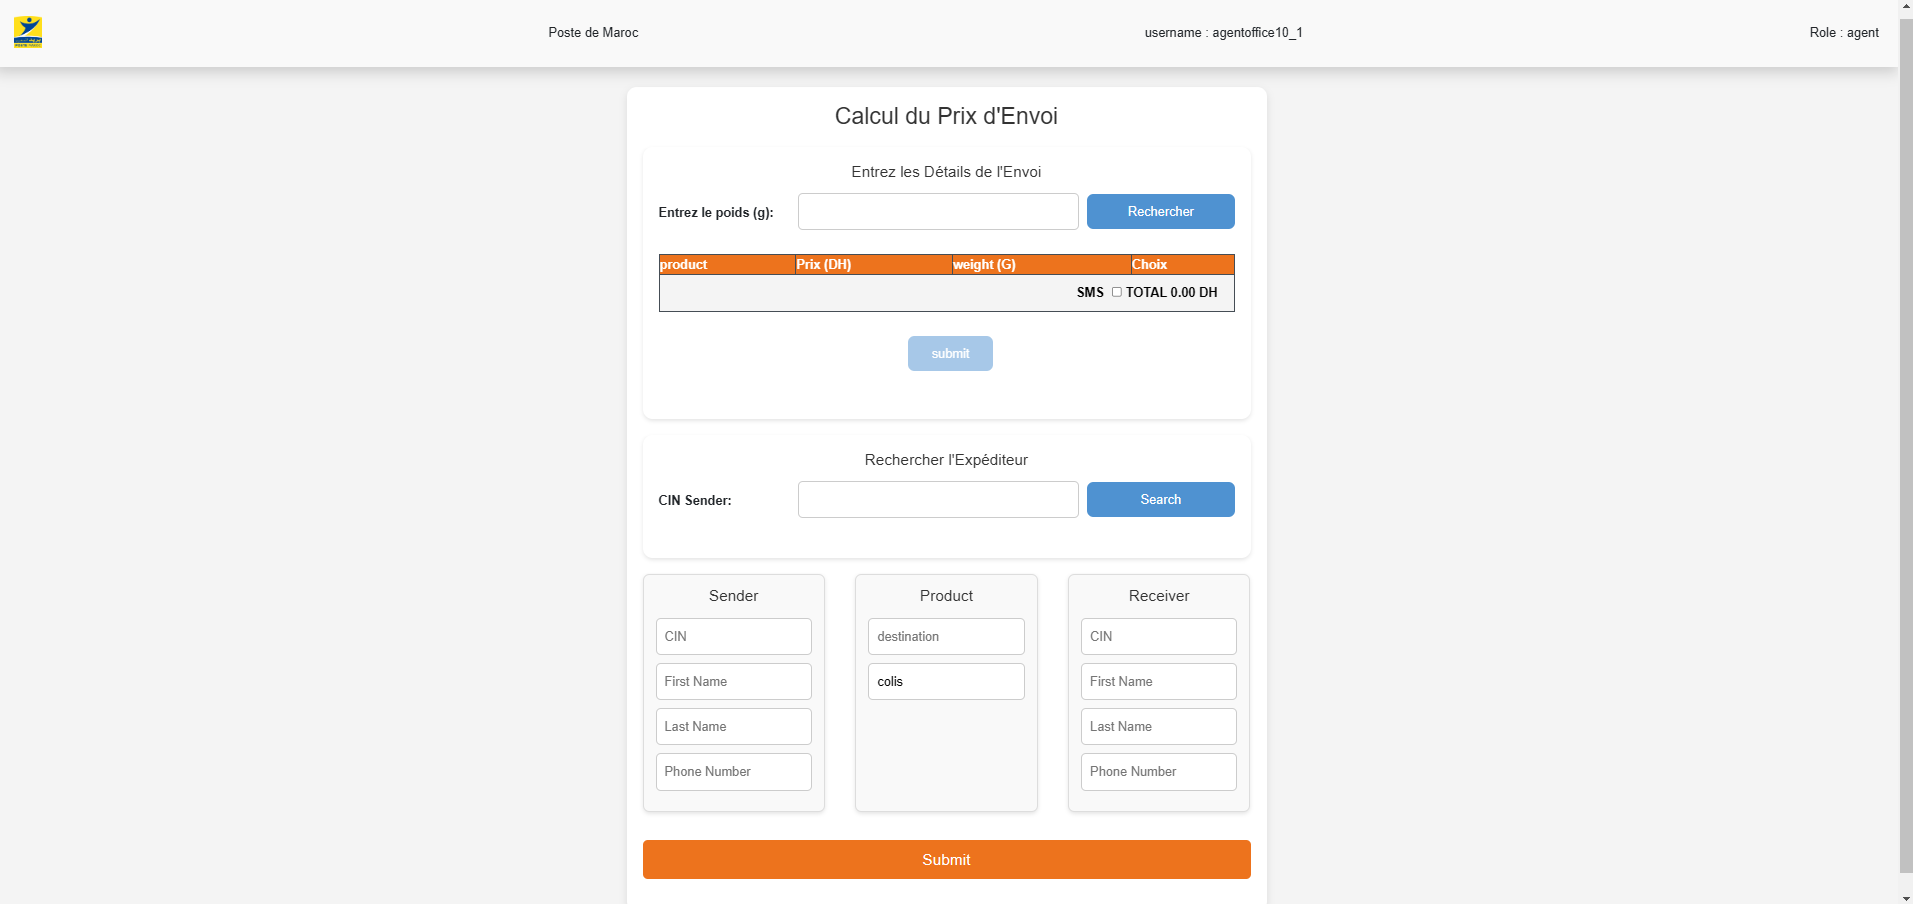 Poste de Maroc
username : agentoffice10_1
Role : agent
Calcul du Prix d'Envoi
Entrez les Détails de l'Envoi
Entrez le poids (g):
Rechercher
product Prix (DH) weight (G) Choix
SMS TOTAL 0.00 DH
submit
Rechercher l'Expéditeur
CIN Sender:
Search
Sender
CIN
First Name
Last Name
Phone Number
Product
destination
colis
Receiver
CIN
First Name
Last Name
Phone Number
Submit